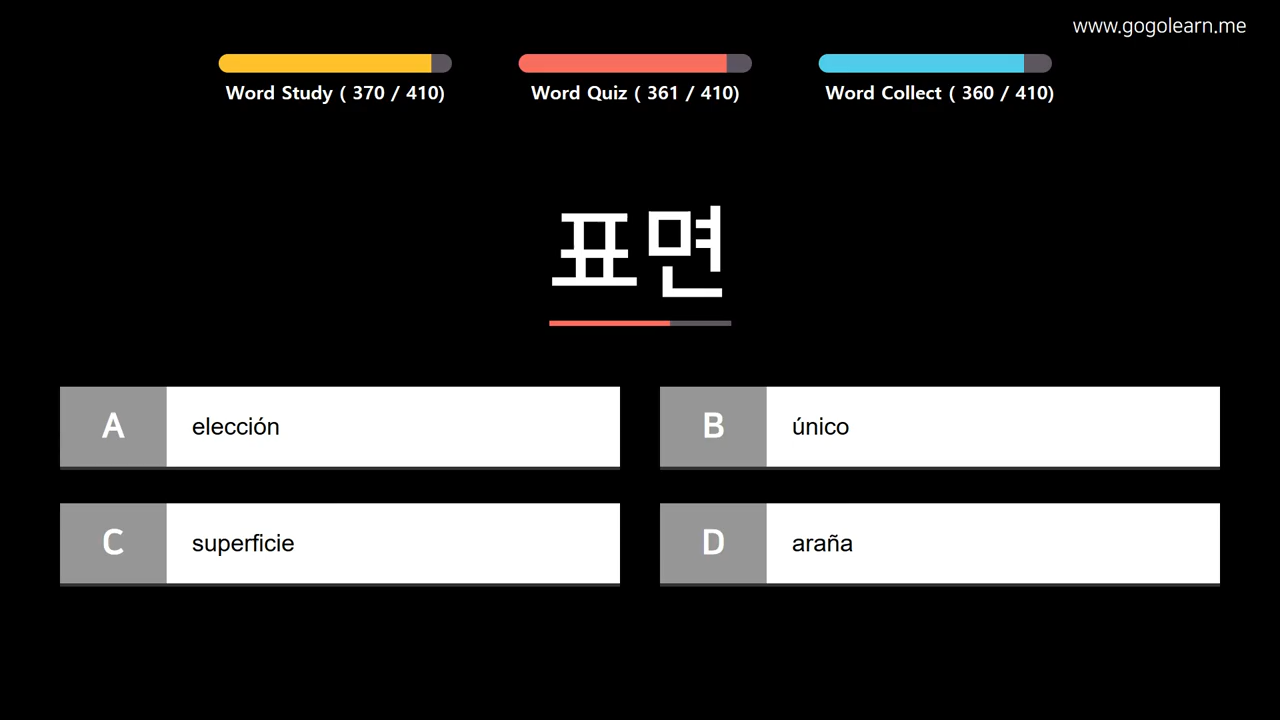 www.gogolearn.me
Word Study ( 370 / 410)
Word Quiz ( 361 / 410)
Word Collect ( 360 / 410)
표면
A elección
B único
C superficie
D araña